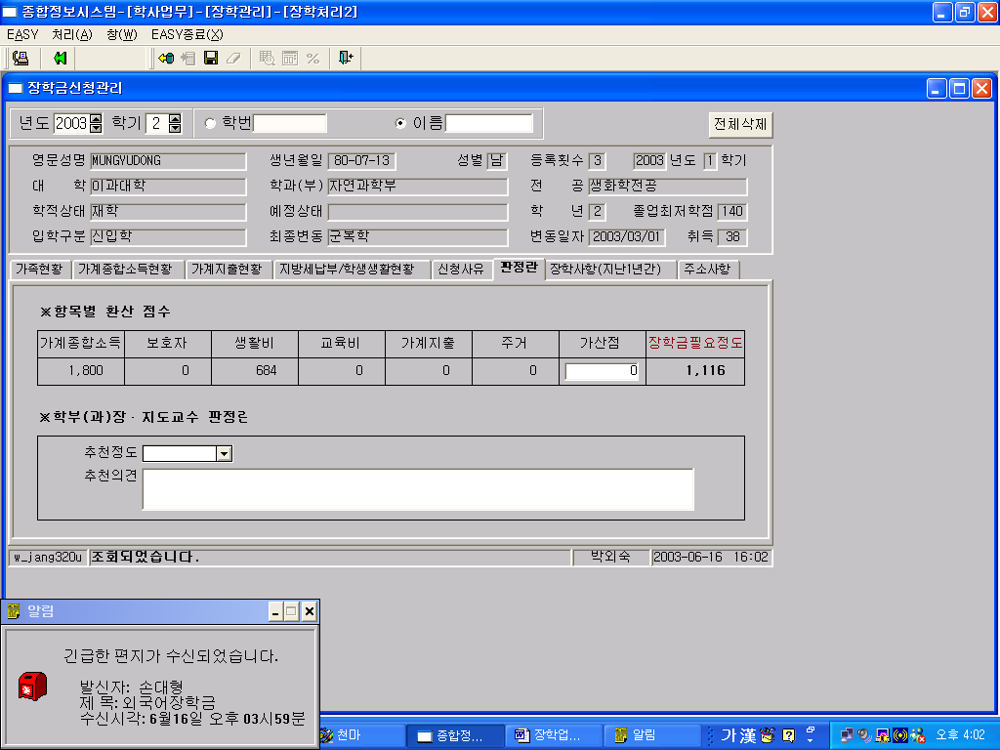 종합정보시스템-[학사업무]-[장학관리]-[장학처리2]
EASY 처리(A) 창(W) EASY종료(X)
장학금신청관리
년도 2003 학기 2 학번 이름 전체삭제
영문성명 MUNGYUDONG 생년월일 80-07-13 성별 남 등록횟수 3 2003 년도 1 학기
대 학 이과대학 학과(부) 자연과학부 전 공 생화학전공
학적상태 재학 예정상태 학 년 2 졸업최저학점 140
입학구분 신입학 최종변동 군복학 변동일자 2003/03/01 취득 38
가족현황 가계종합소득현황 가계지출현황 지방세납부/학생생활현황 신청사유 판정란 장학사항(지난1년간) 주소사항
※항목별 환산 점수
가계종합소득 보호자 생활비 교육비 가계지출 주거 가산점 장학금필요정도
1,800 0 684 0 0 0 0 1,116
※학부(과)장 · 지도교수 판정란
추천정도
추천의견
w_jang320u 조회되었습니다. 박외숙 2003-06-16 16:02
알림
긴급한 편지가 수신되었습니다.
발신자: 손대형
제 목: 외국어장학금
수신시각: 6월16일 오후 03시59분
천마 종합정... 장학업... 알림 가 漢 오후 4:02